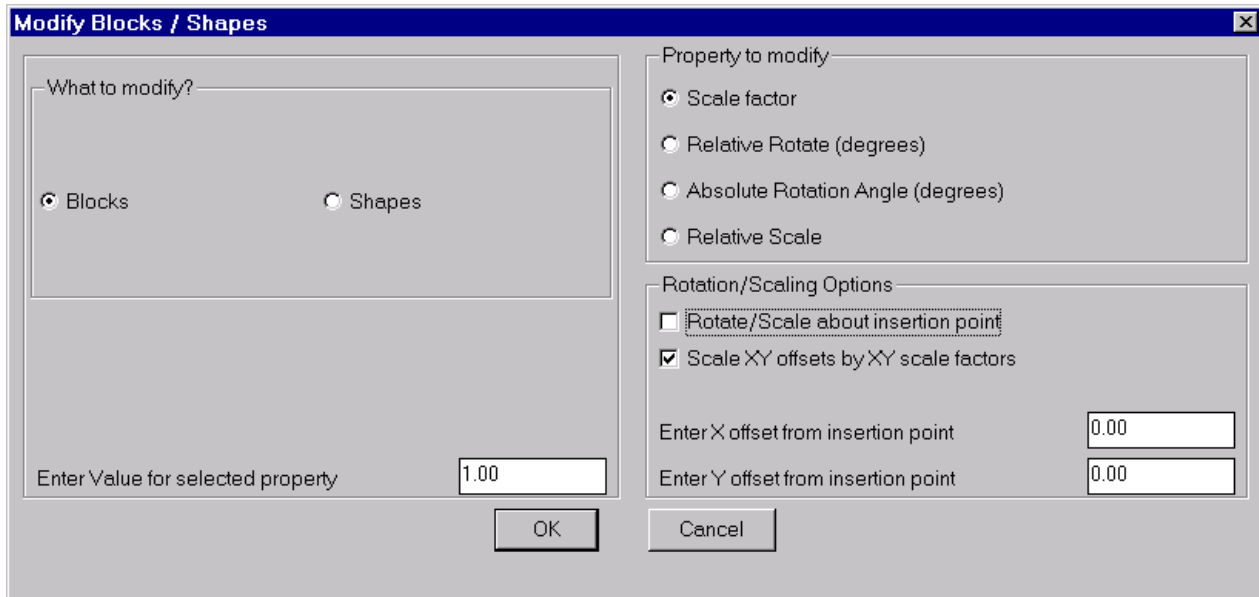 Modify Blocks / Shapes
What to modify?
Blocks Shapes
Enter Value for selected property 1.00
Property to modify
Scale factor
Relative Rotate (degrees)
Absolute Rotation Angle (degrees)
Relative Scale
Rotation/Scaling Options
Rotate/Scale about insertion point
Scale XY offsets by XY scale factors
Enter X offset from insertion point 0.00
Enter Y offset from insertion point 0.00
OK Cancel